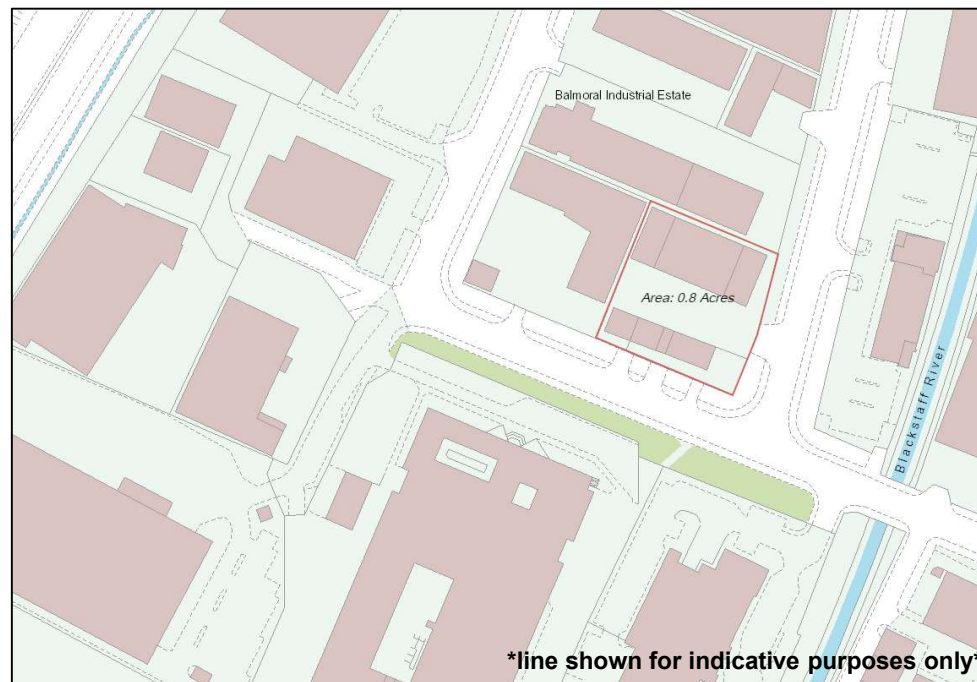 Balmoral Industrial Estate
Area: 0.8 Acres
Blackstaff River
*line shown for indicative purposes only*